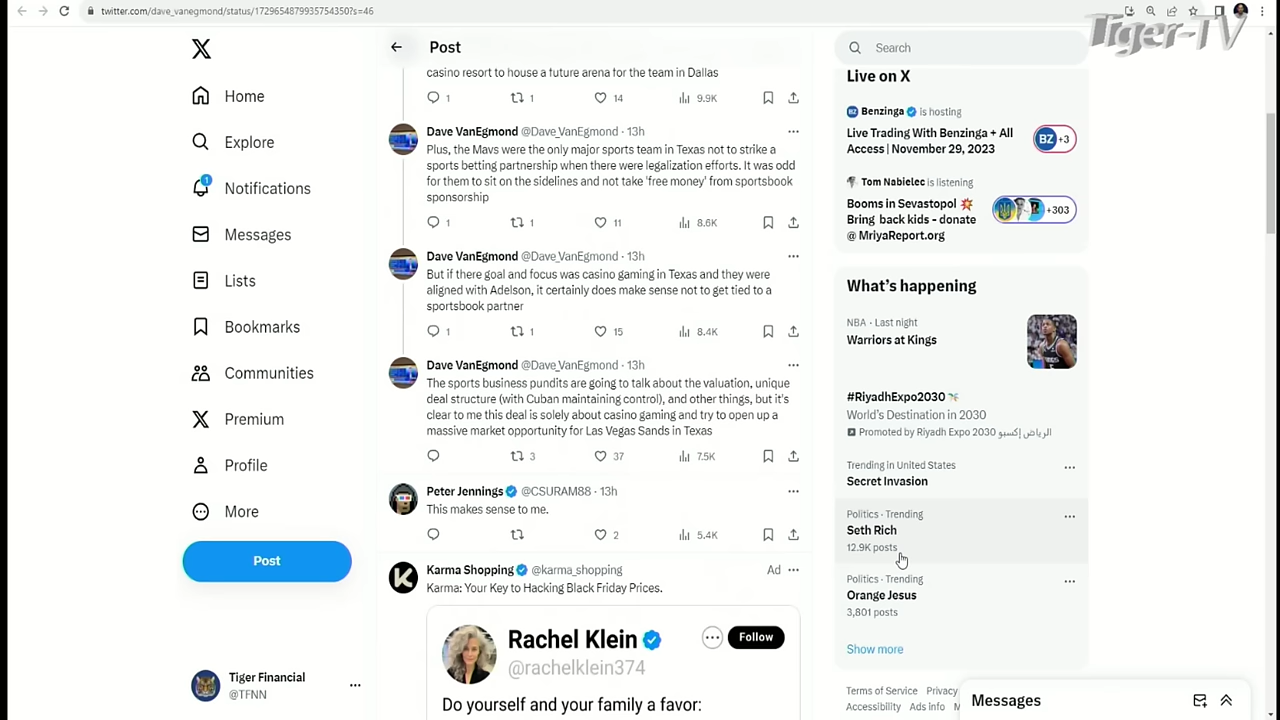 twitter.com/dave_vanegmond/status/1729654879935754350?s=46
Tiger-TV
Home
Explore
1
Notifications
Messages
Lists
Bookmarks
Communities
Premium
Profile
More
Post
Tiger Financial
@TFNN
Post
casino resort to house a future arena for the team in Dallas
1 1 14 9.9K
Dave VanEgmond @Dave_VanEgmond · 13h
Plus, the Mavs were the only major sports team in Texas not to strike a
sports betting partnership when there were legalization efforts. It was odd
for them to sit on the sidelines and not take 'free money' from sportsbook
sponsorship
1 1 11 8.6K
Dave VanEgmond @Dave_VanEgmond · 13h
But if there goal and focus was casino gaming in Texas and they were
aligned with Adelson, it certainly does make sense not to get tied to a
sportsbook partner
1 1 15 8.4K
Dave VanEgmond @Dave_VanEgmond · 13h
The sports business pundits are going to talk about the valuation, unique
deal structure (with Cuban maintaining control), and other things, but it's
clear to me this deal is solely about casino gaming and try to open up a
massive market opportunity for Las Vegas Sands in Texas
3 37 7.5K
Peter Jennings @CSURAM88 · 13h
This makes sense to me.
2 5.4K
Karma Shopping @karma_shopping Ad
Karma: Your Key to Hacking Black Friday Prices.
Rachel Klein Follow
@rachelklein374
Do yourself and your family a favor:
Search
Live on X
Benzinga is hosting
Live Trading With Benzinga + All
Access | November 29, 2023
BZ +3
Tom Nabielec is listening
Booms in Sevastopol 💥
Bring back kids - donate
@ MriyaReport.org
+303
What's happening
NBA · Last night
Warriors at Kings
#RiyadhExpo2030
World's Destination in 2030
Promoted by Riyadh Expo 2030 الرياض إكسبو
Trending in United States
Secret Invasion
Politics · Trending
Seth Rich
12.9K posts
Politics · Trending
Orange Jesus
3,801 posts
Show more
Terms of Service Privacy
Accessibility Ads info
Messages